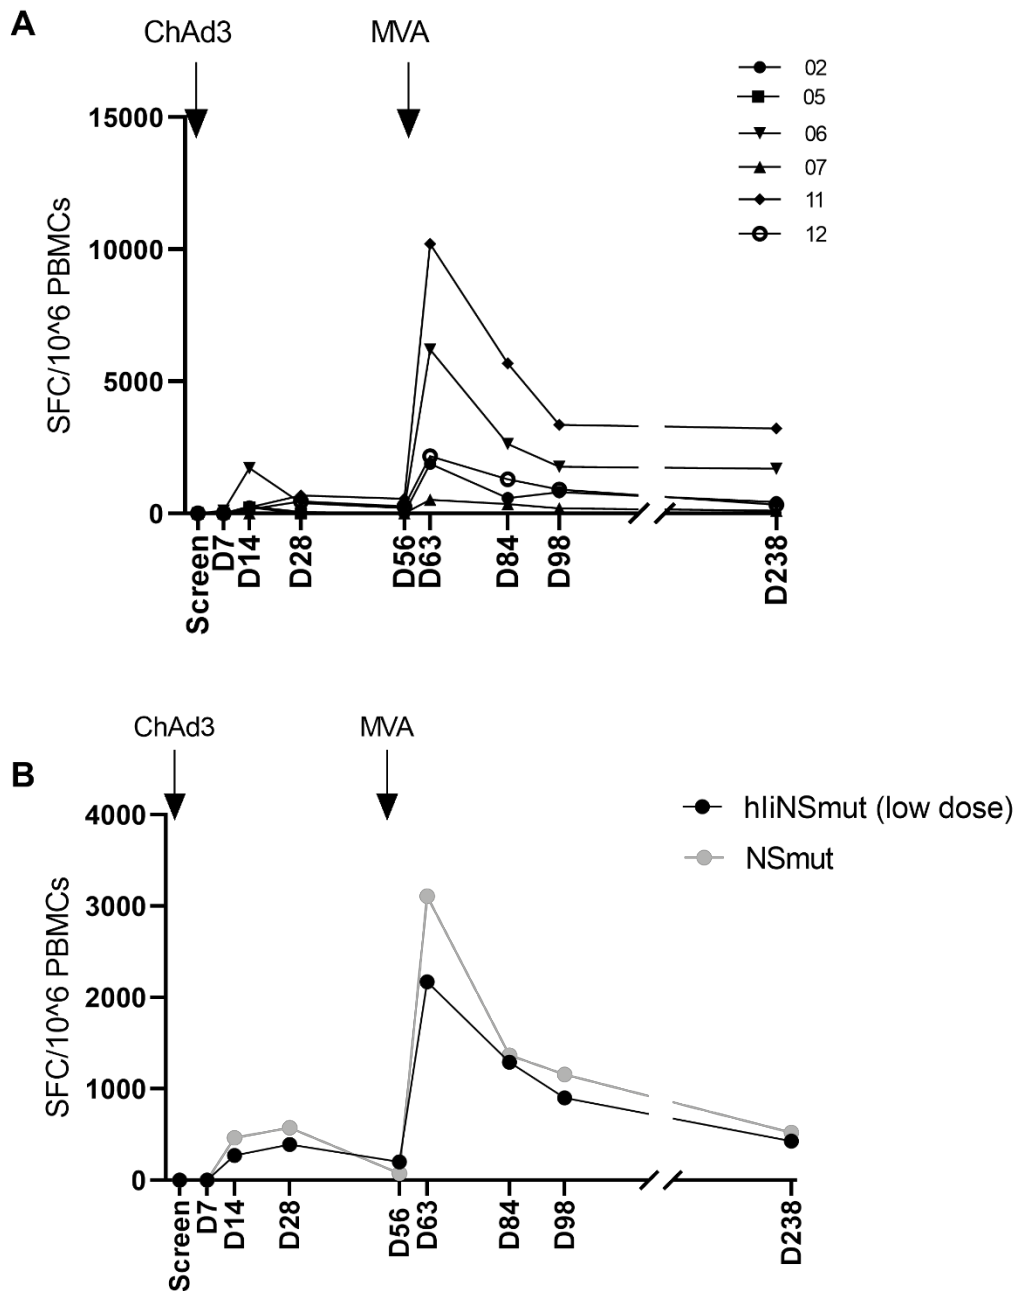 A
ChAd3 MVA
02
05
06
07
11
12
15000
10000
5000
0
SFC/10^6 PBMCs
Screen D7 D14 D28 D56 D63 D84 D98 D238
ChAd3 MVA
B
hIiNSmut (low dose)
NSmut
4000
3000
2000
1000
0
SFC/10^6 PBMCs
Screen D7 D14 D28 D56 D63 D84 D98 D238